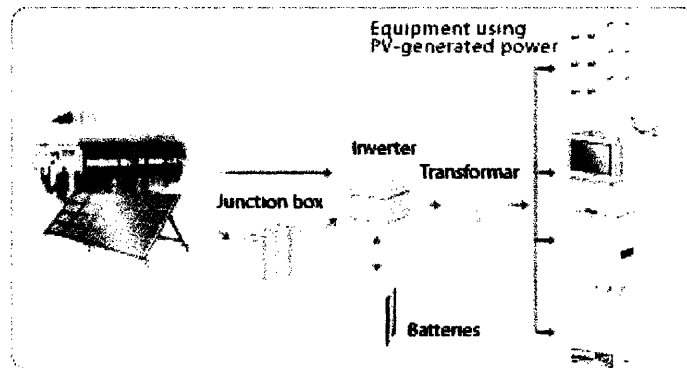 Equipment using
PV-generated power
Inverter
Transformar
Junction box
Batteries